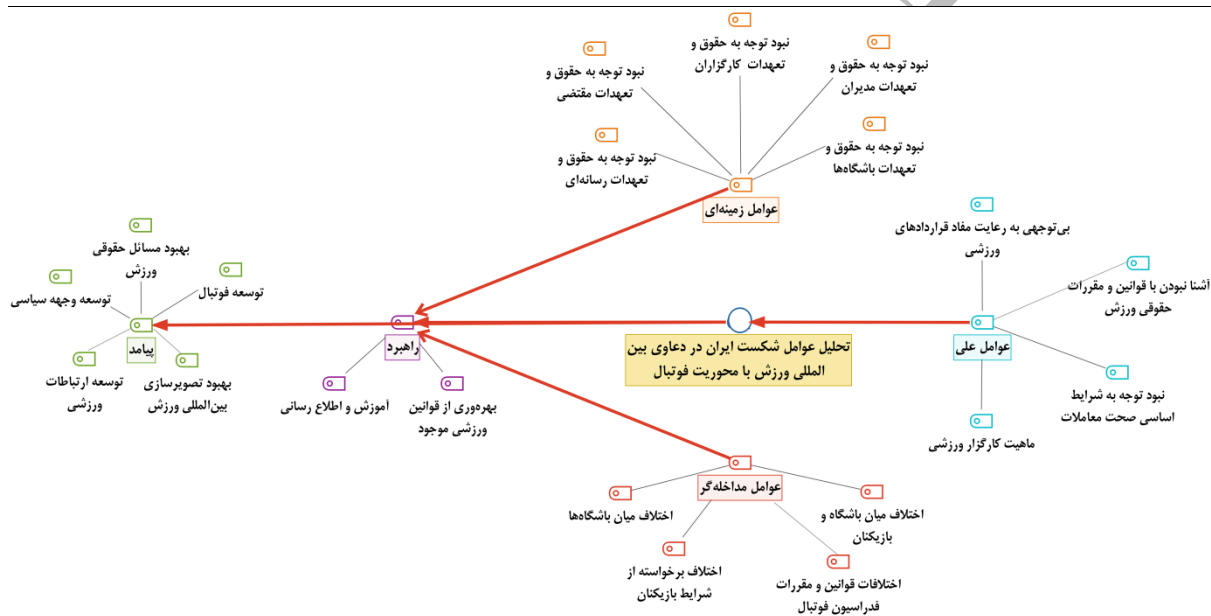 نبود توجه به حقوق و
تعهدات کارگزاران
نبود توجه به حقوق و
تعهدات مدیران
نبود توجه به حقوق و
تعهدات مقتضی
نبود توجه به حقوق و
تعهدات باشگاه‌ها
نبود توجه به حقوق و
تعهدات رسانه‌ای
عوامل زمینه‌ای
بی‌توجهی به رعایت مفاد قراردادهای
ورزشی
آشنا نبودن با قوانین و مقررات
حقوقی ورزش
عوامل علی
نبود توجه به شرایط
اساسی صحت معاملات
ماهیت کارگزار ورزشی
تحلیل عوامل شکست ایران در دعاوی بین
المللی ورزش با محوریت فوتبال
راهبرد
بهره‌وری از قوانین
ورزشی موجود
آموزش و اطلاع رسانی
بهبود مسائل حقوقی
ورزش
توسعه فوتبال
توسعه وجهه سیاسی
پیامد
بهبود تصویرسازی
بین‌المللی ورزش
توسعه ارتباطات
ورزشی
عوامل مداخله‌گر
اختلاف میان باشگاه و
بازیکنان
اختلاف میان باشگاه‌ها
اختلافات قوانین و مقررات
فدراسیون فوتبال
اختلاف برخواسته از
شرایط بازیکنان